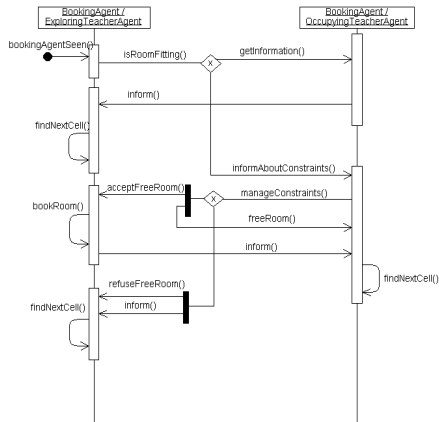 BookingAgent /
ExploringTeacherAgent
BookingAgent /
OccupyingTeacherAgent
bookingAgentSeen()
isRoomFitting()
X
getInformation()
inform()
findNextCell()
informAboutConstraints()
acceptFreeRoom()
X
manageConstraints()
bookRoom()
freeRoom()
inform()
findNextCell()
refuseFreeRoom()
inform()
findNextCell()